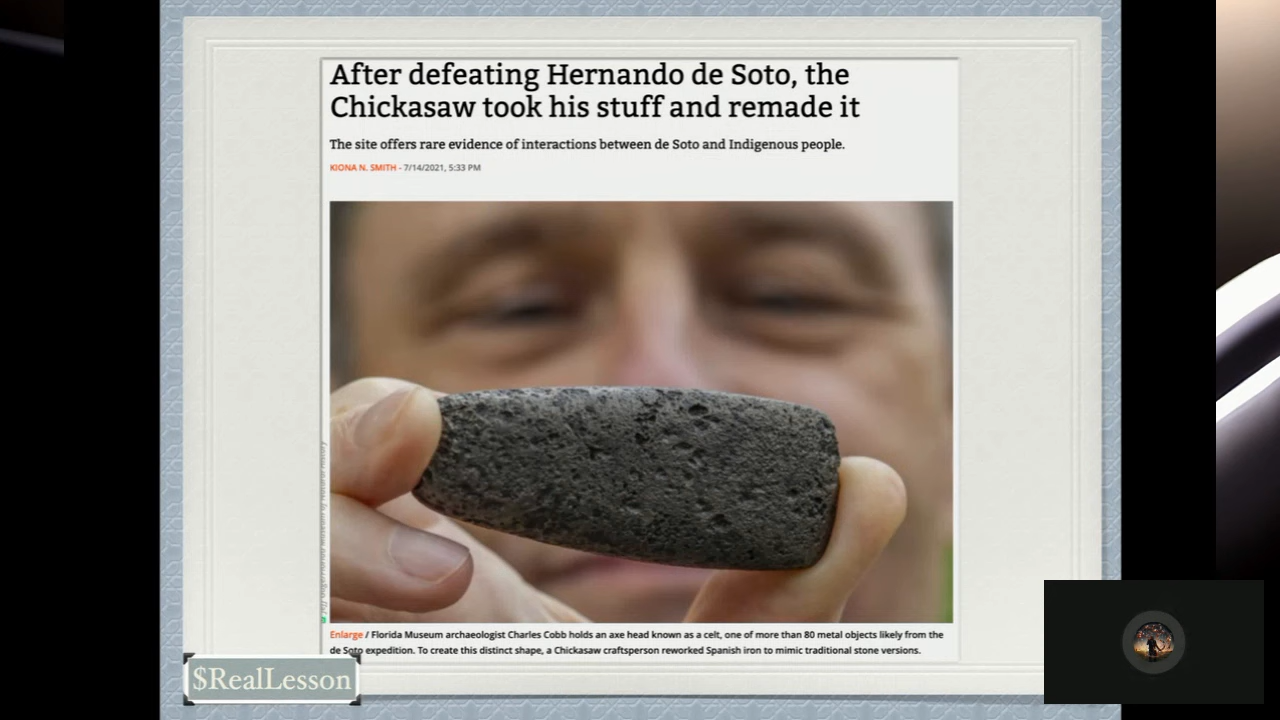 After defeating Hernando de Soto, the
Chickasaw took his stuff and remade it
The site offers rare evidence of interactions between de Soto and Indigenous people.
KIONA N. SMITH - 7/14/2021, 5:33 PM
Enlarge / Florida Museum archaeologist Charles Cobb holds an axe head known as a celt, one of more than 80 metal objects likely from the
de Soto expedition. To create this distinct shape, a Chickasaw craftsperson reworked Spanish iron to mimic traditional stone versions.
$RealLesson